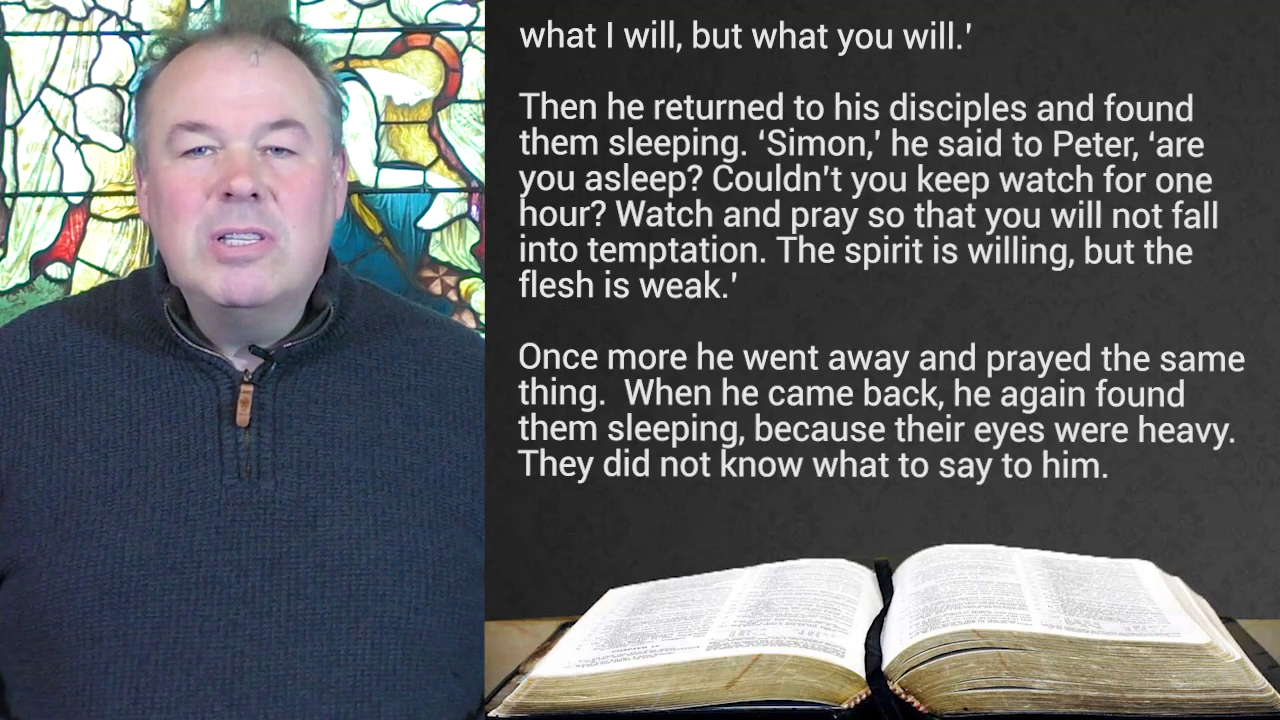 what I will, but what you will.’
Then he returned to his disciples and found
them sleeping. ‘Simon,’ he said to Peter, ‘are
you asleep? Couldn't you keep watch for one
hour? Watch and pray so that you will not fall
into temptation. The spirit is willing, but the
flesh is weak.’
Once more he went away and prayed the same
thing.  When he came back, he again found
them sleeping, because their eyes were heavy.
They did not know what to say to him.